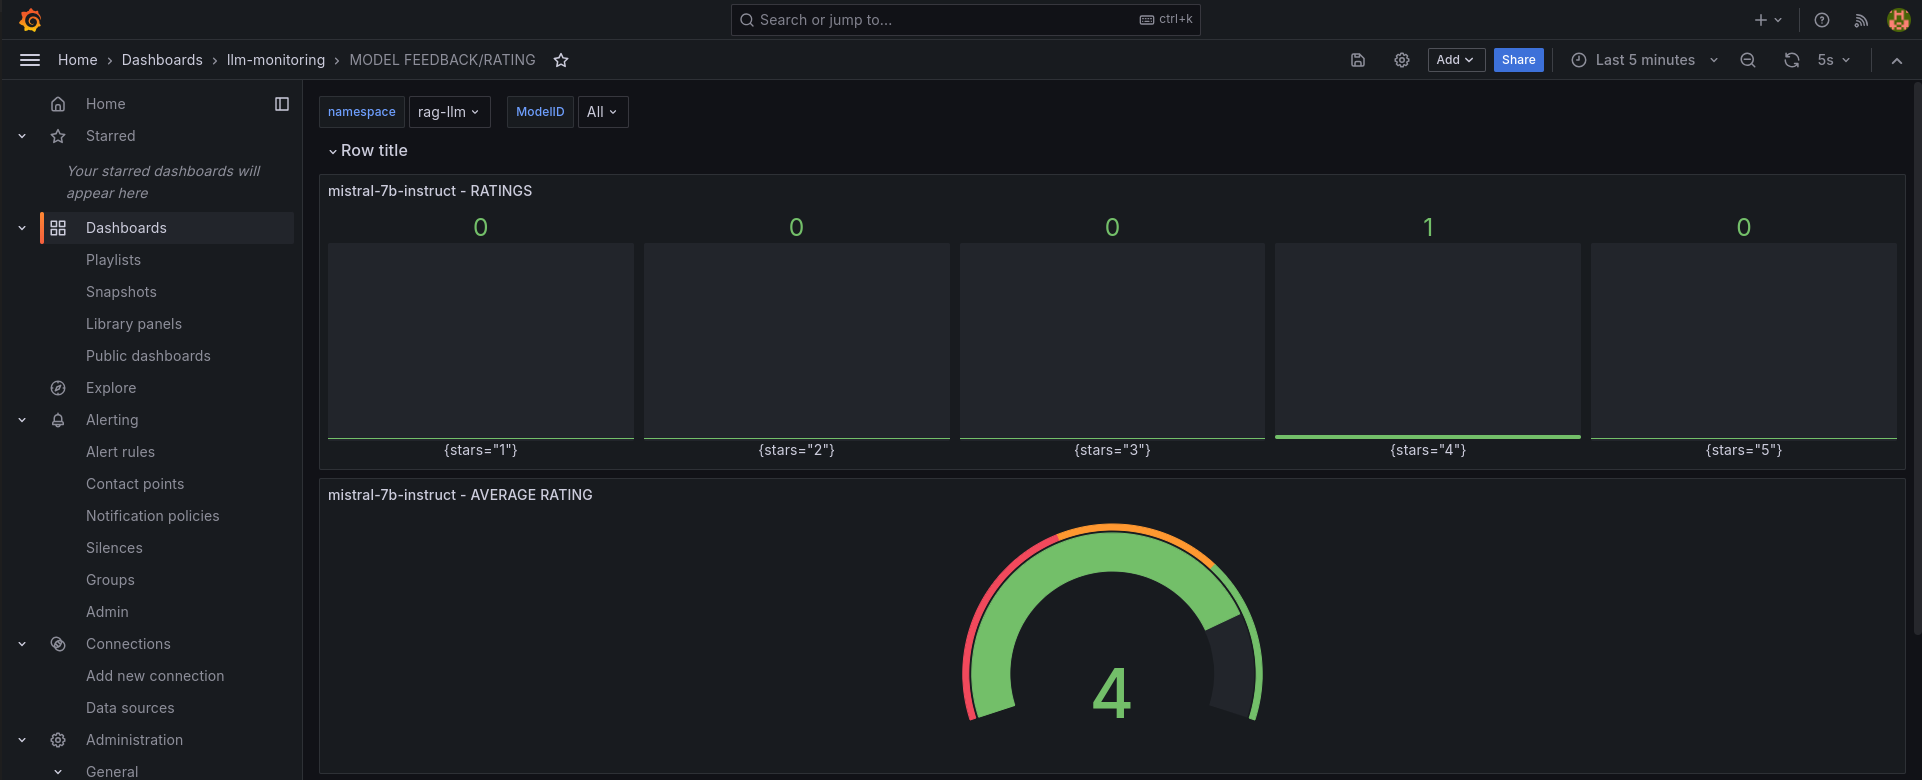 Search or jump to...
ctrl+k
Home › Dashboards › llm-monitoring › MODEL FEEDBACK/RATING
Add
Share
Last 5 minutes
5s
Home
Starred
Your starred dashboards will
appear here
Dashboards
Playlists
Snapshots
Library panels
Public dashboards
Explore
Alerting
Alert rules
Contact points
Notification policies
Silences
Groups
Admin
Connections
Add new connection
Data sources
Administration
General
namespace
rag-llm
ModelID
All
Row title
mistral-7b-instruct - RATINGS
0
0
0
1
0
{stars="1"}
{stars="2"}
{stars="3"}
{stars="4"}
{stars="5"}
mistral-7b-instruct - AVERAGE RATING
4